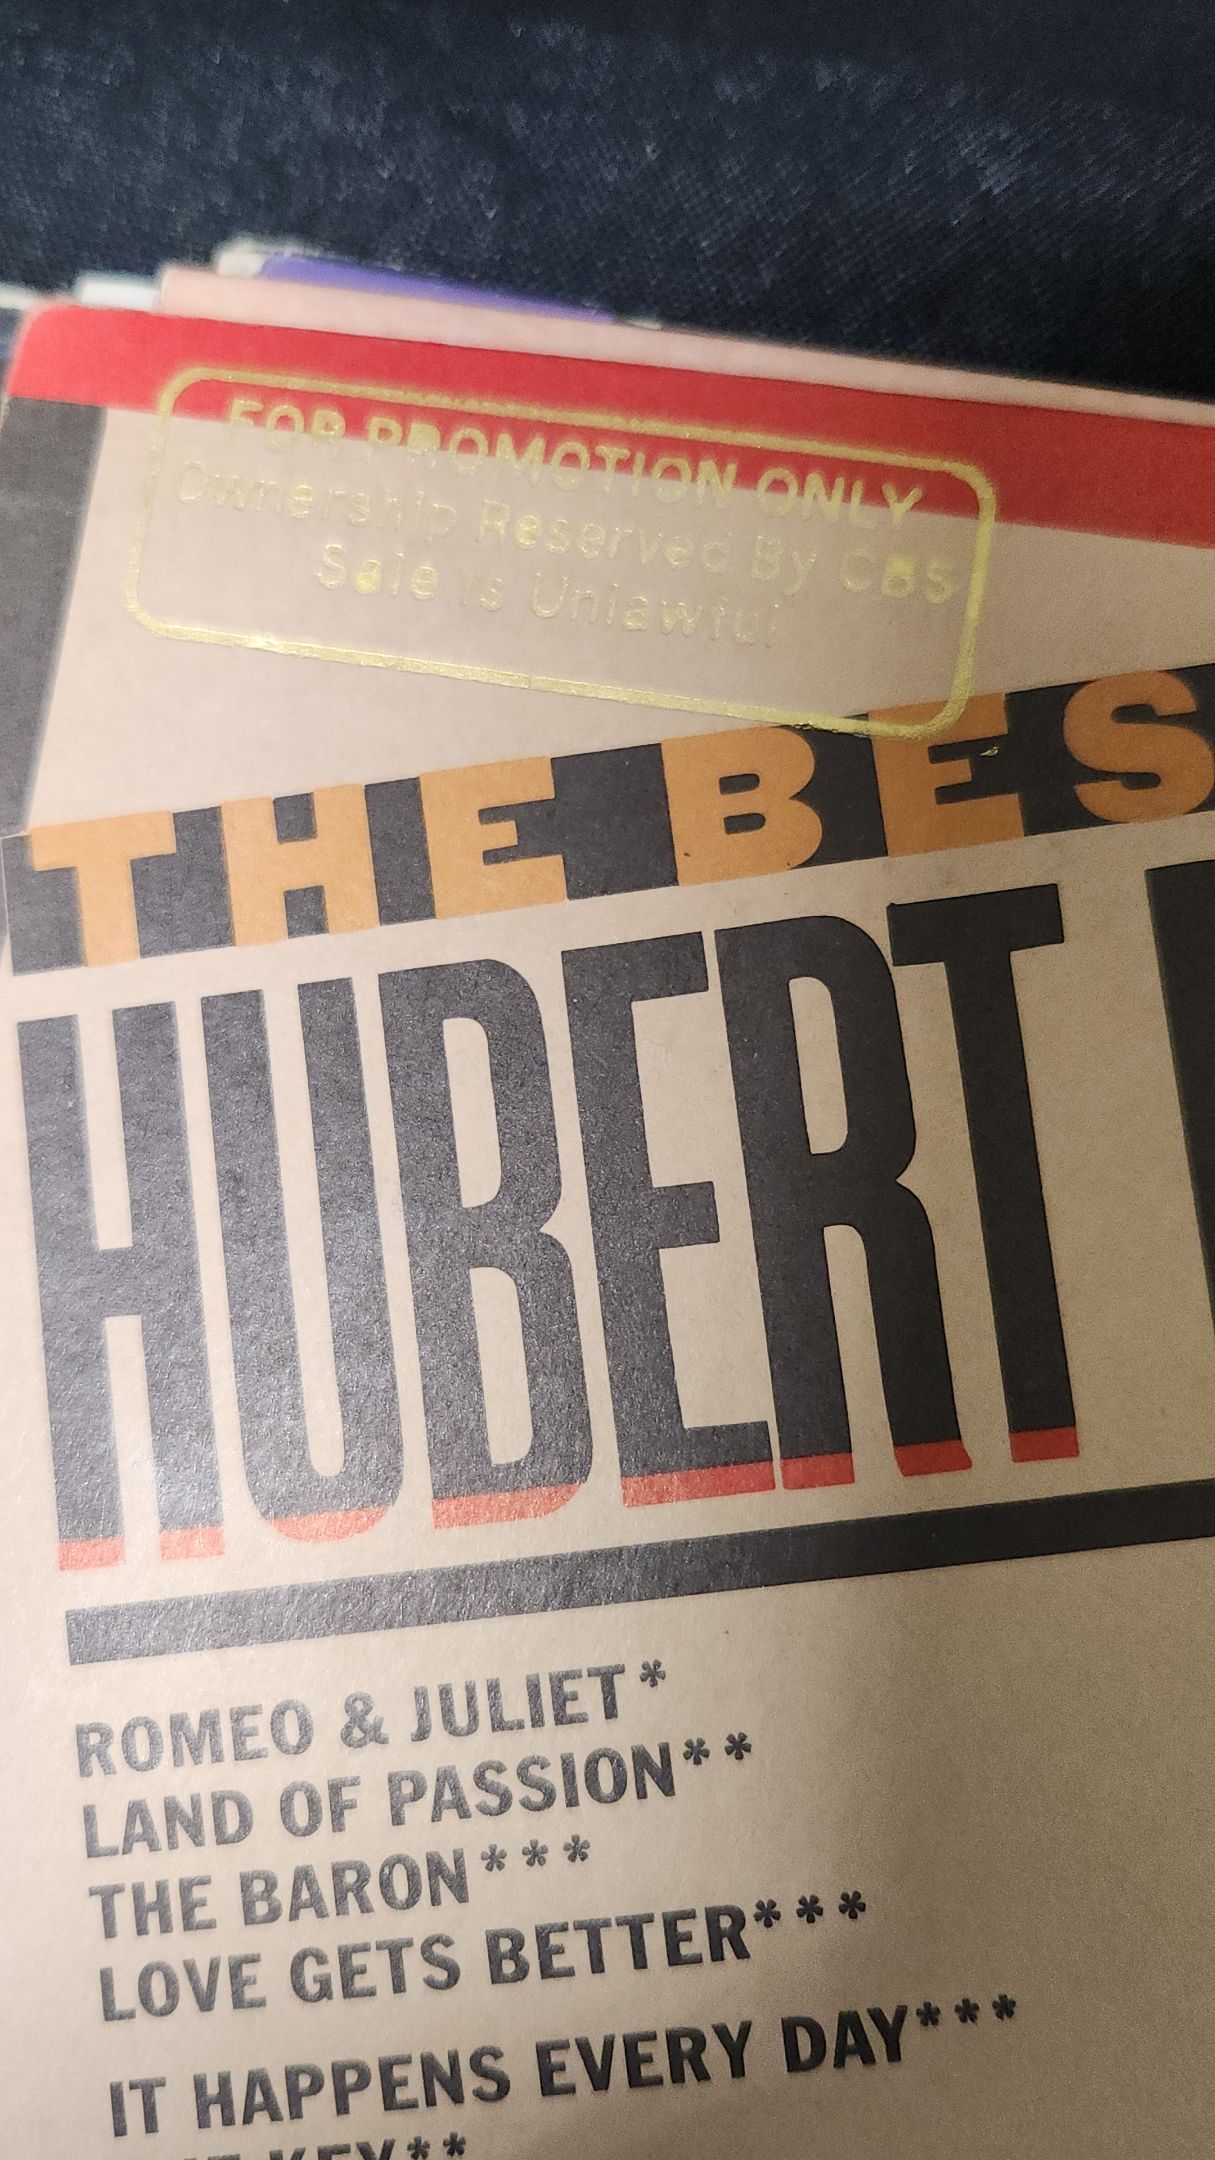 FOR PROMOTION ONLY
Ownership Reserved By CBS
Sale is Unlawful
THE BES
HUBERT
ROMEO & JULIET*
LAND OF PASSION**
THE BARON***
LOVE GETS BETTER***
IT HAPPENS EVERY DAY***
KEY**